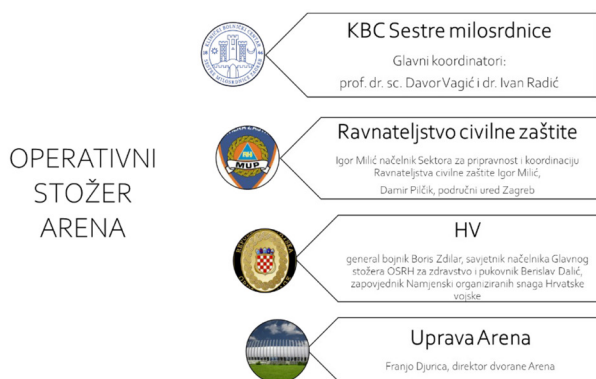 OPERATIVNI
STOŽER
ARENA
KBC Sestre milosrdnice
Glavni koordinatori:
prof. dr. sc. Davor Vagić i dr. Ivan Radić
Ravnateljstvo civilne zaštite
Igor Milić načelnik Sektora za pripravnost i koordinaciju
Ravnateljstva civilne zaštite Igor Milić,
Damir Pilčik, područni ured Zagreb
MUP
HV
general bojnik Boris Zdilar, savjetnik načelnika Glavnog
stožera OSRH za zdravstvo i pukovnik Berislav Dalić,
zapovjednik Namjenski organiziranih snaga Hrvatske
vojske
Uprava Arena
Franjo Djurica, direktor dvorane Arena